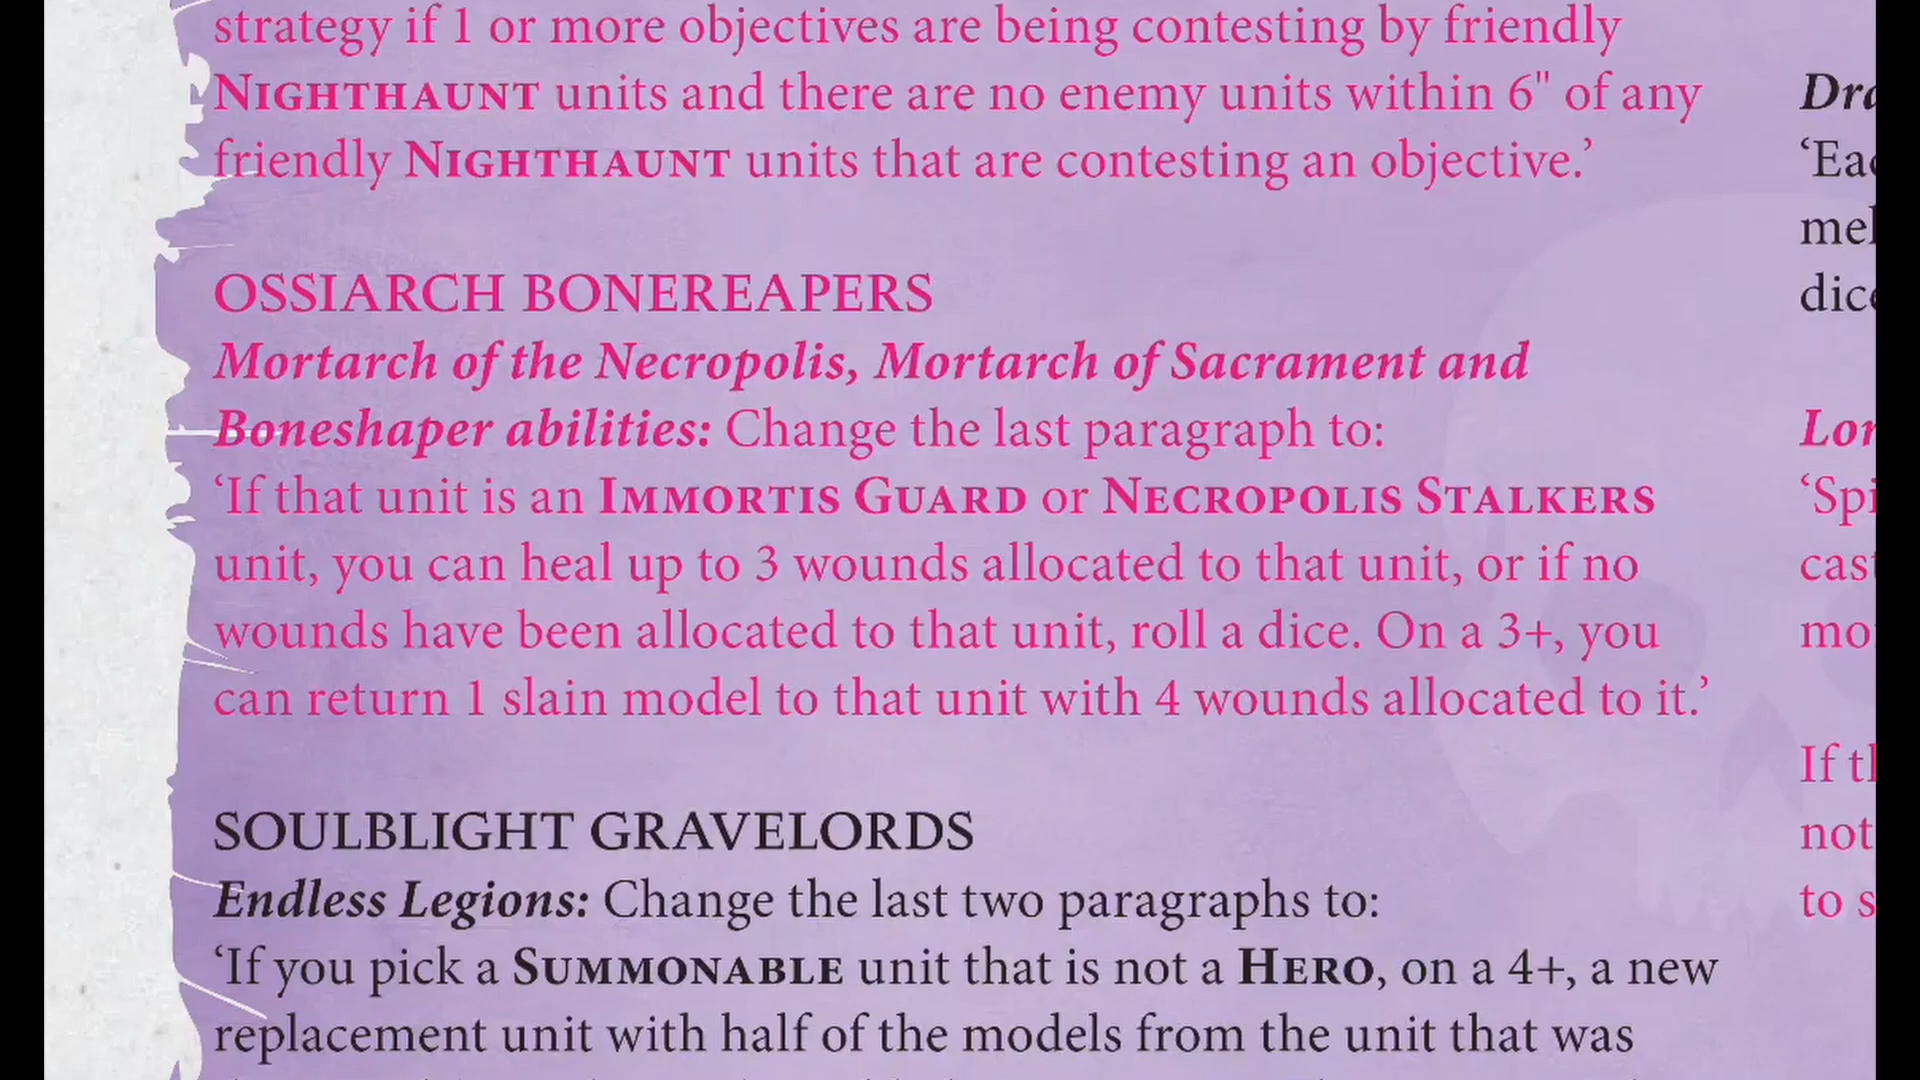 strategy if 1 or more objectives are being contesting by friendly
NIGHTHAUNT units and there are no enemy units within 6" of any
friendly NIGHTHAUNT units that are contesting an objective.’
OSSIARCH BONEREAPERS
Mortarch of the Necropolis, Mortarch of Sacrament and
Boneshaper abilities: Change the last paragraph to:
‘If that unit is an IMMORTIS GUARD or NECROPOLIS STALKERS
unit, you can heal up to 3 wounds allocated to that unit, or if no
wounds have been allocated to that unit, roll a dice. On a 3+, you
can return 1 slain model to that unit with 4 wounds allocated to it.’
SOULBLIGHT GRAVELORDS
Endless Legions: Change the last two paragraphs to:
‘If you pick a SUMMONABLE unit that is not a HERO, on a 4+, a new
replacement unit with half of the models from the unit that was
If
not
to